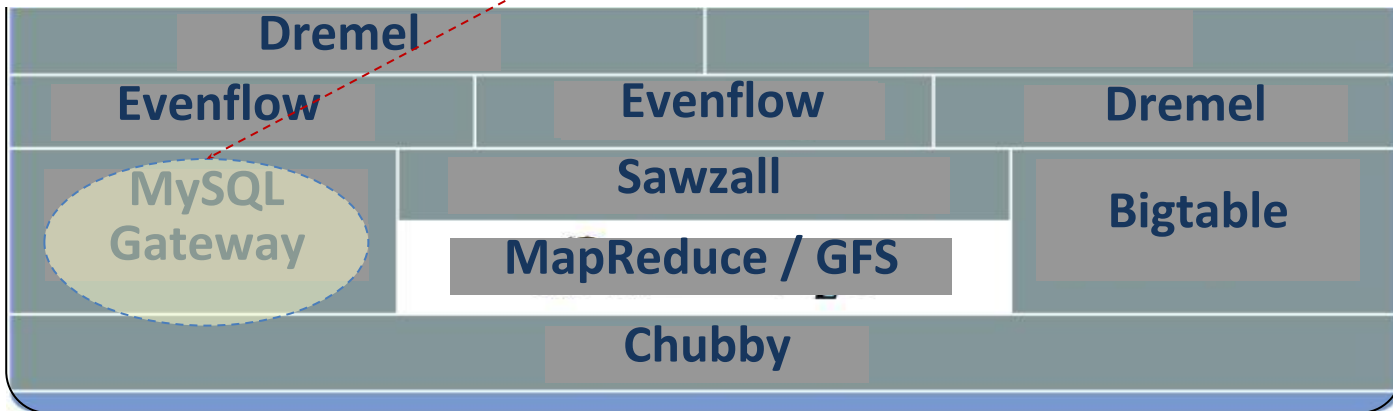 Dremel
Evenflow
Evenflow
Dremel
MySQL
Gateway
Sawzall
MapReduce / GFS
Bigtable
Chubby